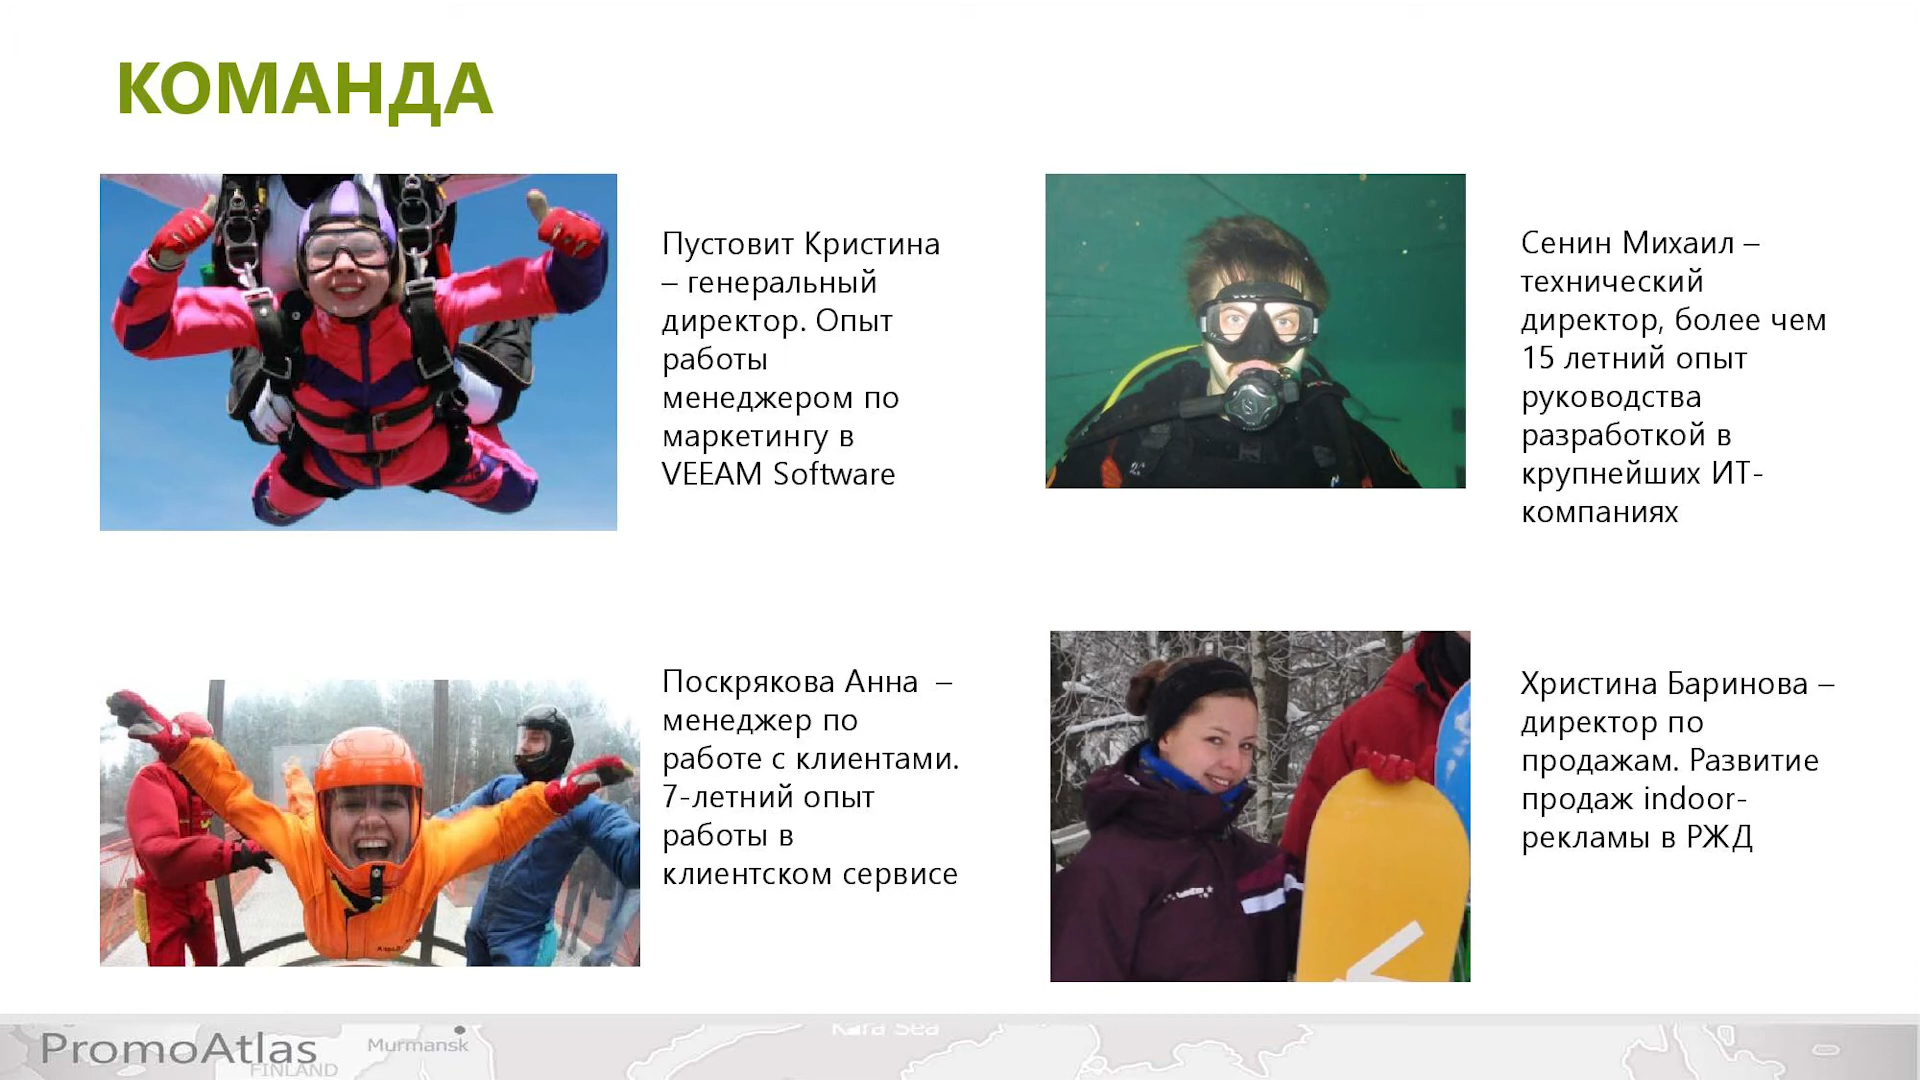 КОМАНДА
Пустовит Кристина
– генеральный
директор. Опыт
работы
менеджером по
маркетингу в
VEEAM Software
Сенин Михаил –
технический
директор, более чем
15 летний опыт
руководства
разработкой в
крупнейших ИТ-
компаниях
Поскрякова Анна –
менеджер по
работе с клиентами.
7-летний опыт
работы в
клиентском сервисе
Христина Баринова –
директор по
продажам. Развитие
продаж indoor-
рекламы в РЖД
PromoAtlas
Murmansk
FINLAND
Kara Sea